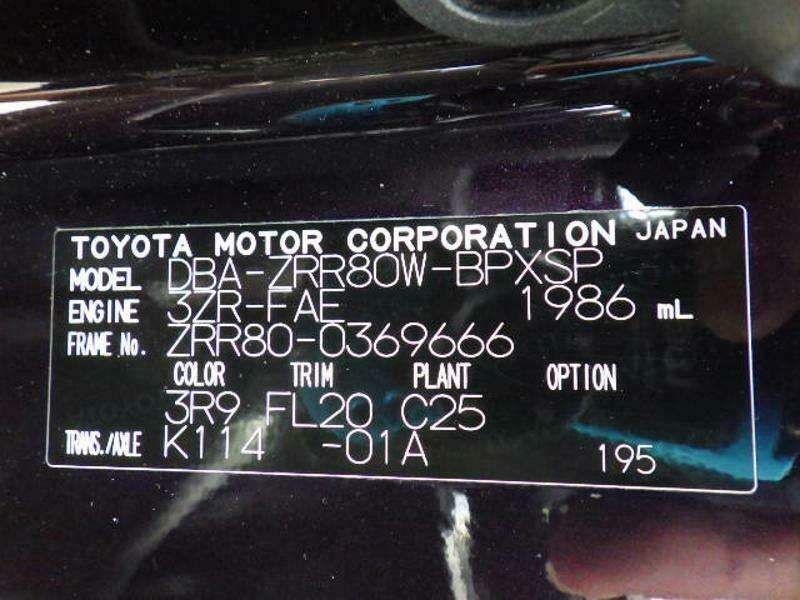 TOYOTA MOTOR CORPORATION JAPAN
MODEL DBA-ZRR80W-BPXSP
ENGINE 3ZR-FAE 1986 mL
FRAME No. ZRR80-0369666
COLOR TRIM PLANT OPTION
3R9 FL20 C25
TRANS./AXLE K114 -01A 195